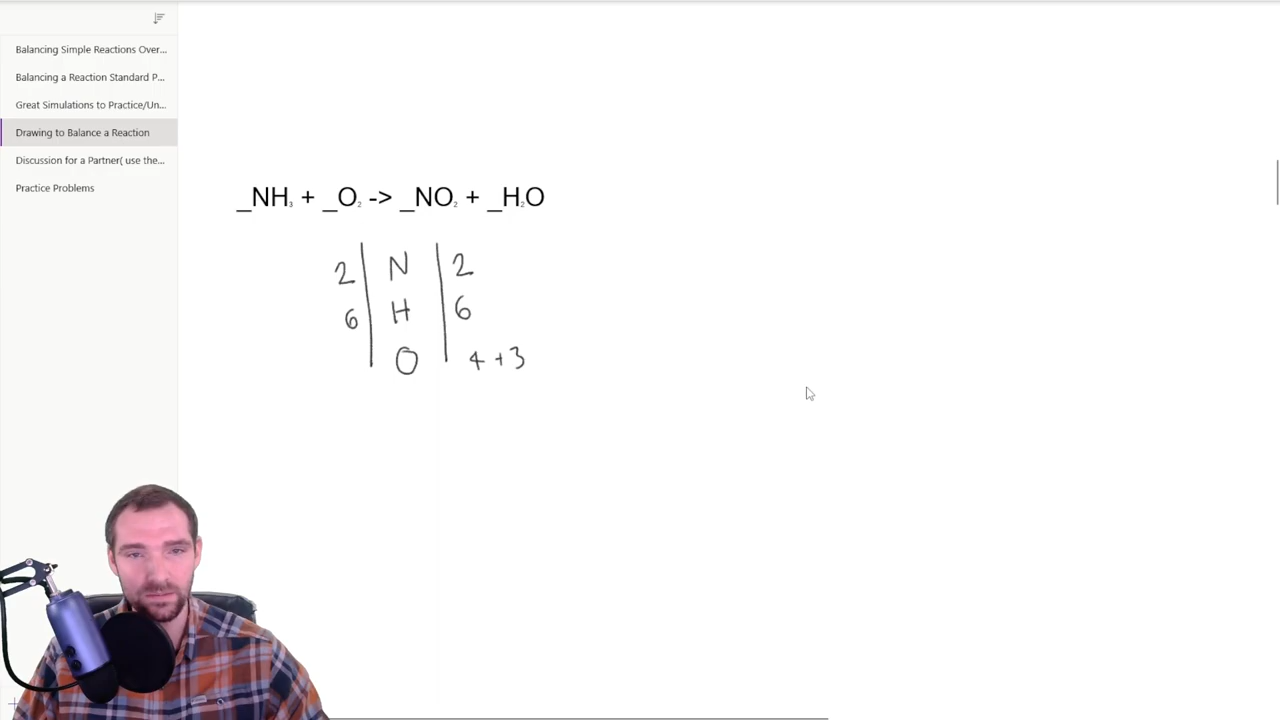 Balancing Simple Reactions Over...
Balancing a Reaction Standard P...
Great Simulations to Practice/Un...
Drawing to Balance a Reaction
Discussion for a Partner( use the...
Practice Problems
_NH₃ + _O₂ -> _NO₂ + _H₂O
2 | N | 2
6 | H | 6
| O | 4 + 3